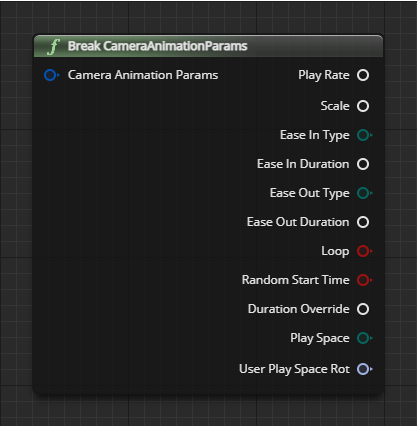 f Break CameraAnimationParams
Camera Animation Params Play Rate
Scale
Ease In Type
Ease In Duration
Ease Out Type
Ease Out Duration
Loop
Random Start Time
Duration Override
Play Space
User Play Space Rot